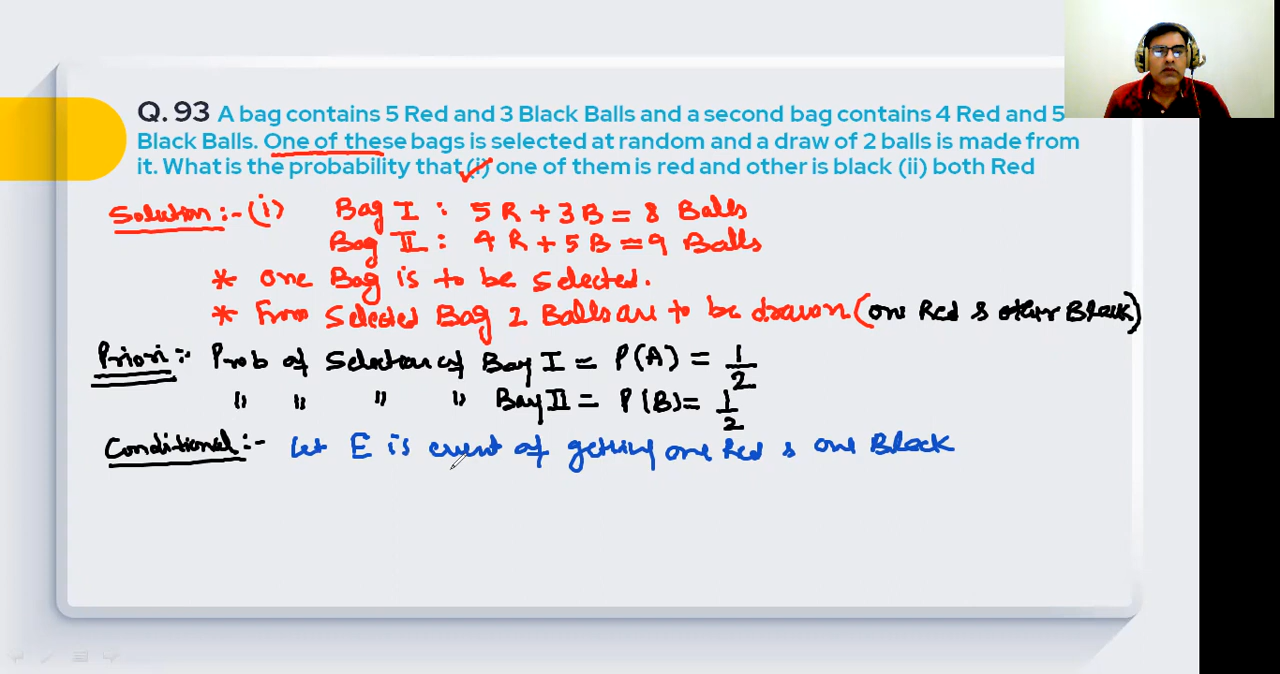 Q. 93 A bag contains 5 Red and 3 Black Balls and a second bag contains 4 Red and 5
Black Balls. One of these bags is selected at random and a draw of 2 balls is made from
it. What is the probability that (i) one of them is red and other is black (ii) both Red
Solution:- (i) Bag I : 5 R + 3 B = 8 Balls
Bag II : 4 R + 5 B = 9 Balls
* One Bag is to be Selected.
* From Selected Bag 2 Balls are to be drawn (one Red & other Black)
Priori:- Prob of Selection of Bag I = P(A) = 1/2
" " " " Bag II = P(B) = 1/2
Conditional:- Let E is event of getting one Red & one Black